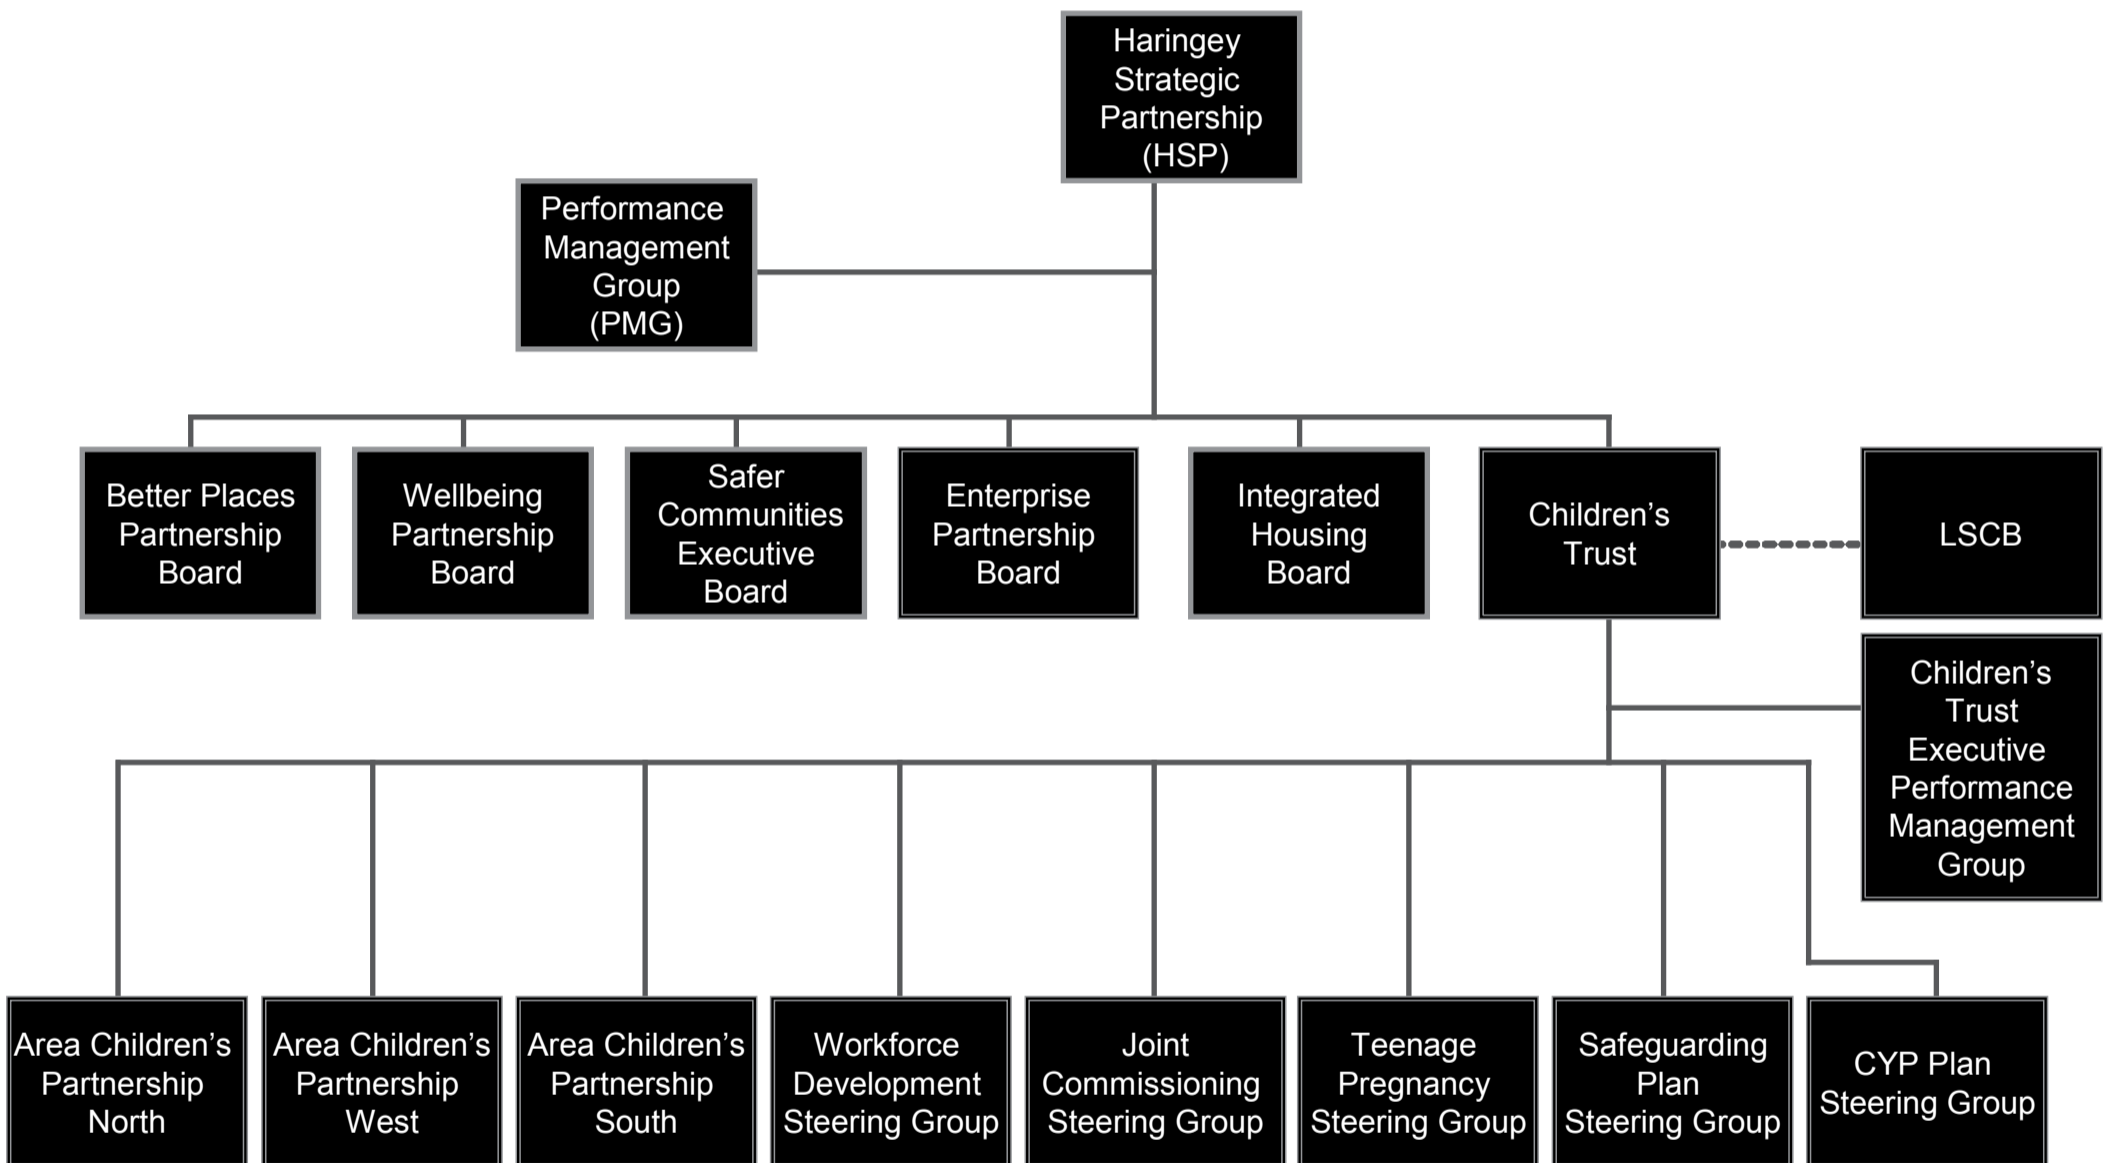 Haringey
Strategic
Partnership
(HSP)
Performance
Management
Group
(PMG)
Better Places
Partnership
Board
Wellbeing
Partnership
Board
Safer
Communities
Executive
Board
Enterprise
Partnership
Board
Integrated
Housing
Board
Children’s
Trust
LSCB
Children’s
Trust
Executive
Performance
Management
Group
Area Children’s
Partnership
North
Area Children’s
Partnership
West
Area Children’s
Partnership
South
Workforce
Development
Steering Group
Joint
Commissioning
Steering Group
Teenage
Pregnancy
Steering Group
Safeguarding
Plan
Steering Group
CYP Plan
Steering Group